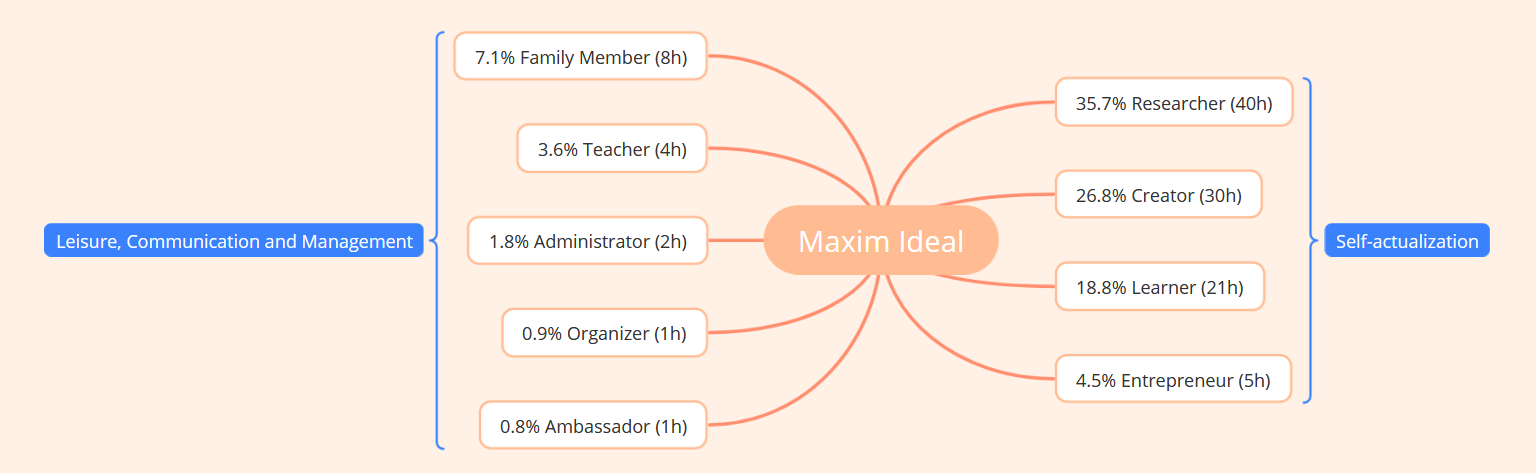 Leisure, Communication and Management
7.1% Family Member (8h)
3.6% Teacher (4h)
1.8% Administrator (2h)
0.9% Organizer (1h)
0.8% Ambassador (1h)
Maxim Ideal
35.7% Researcher (40h)
26.8% Creator (30h)
18.8% Learner (21h)
4.5% Entrepreneur (5h)
Self-actualization